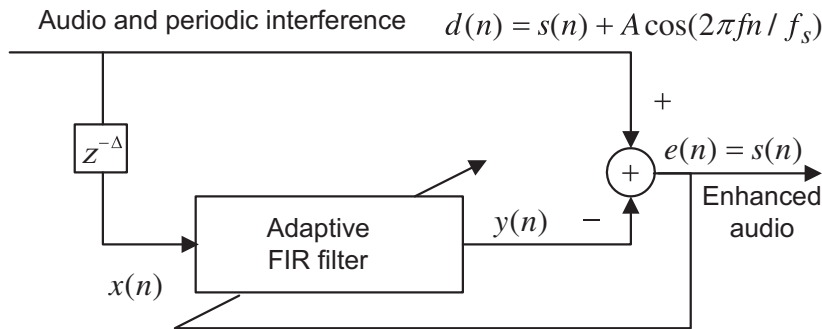 Audio and periodic interference
d(n) = s(n) + A cos(2πfn / f_s)
+
z^{-Δ}
e(n) = s(n)
+
Enhanced
audio
Adaptive
FIR filter
y(n)
−
x(n)